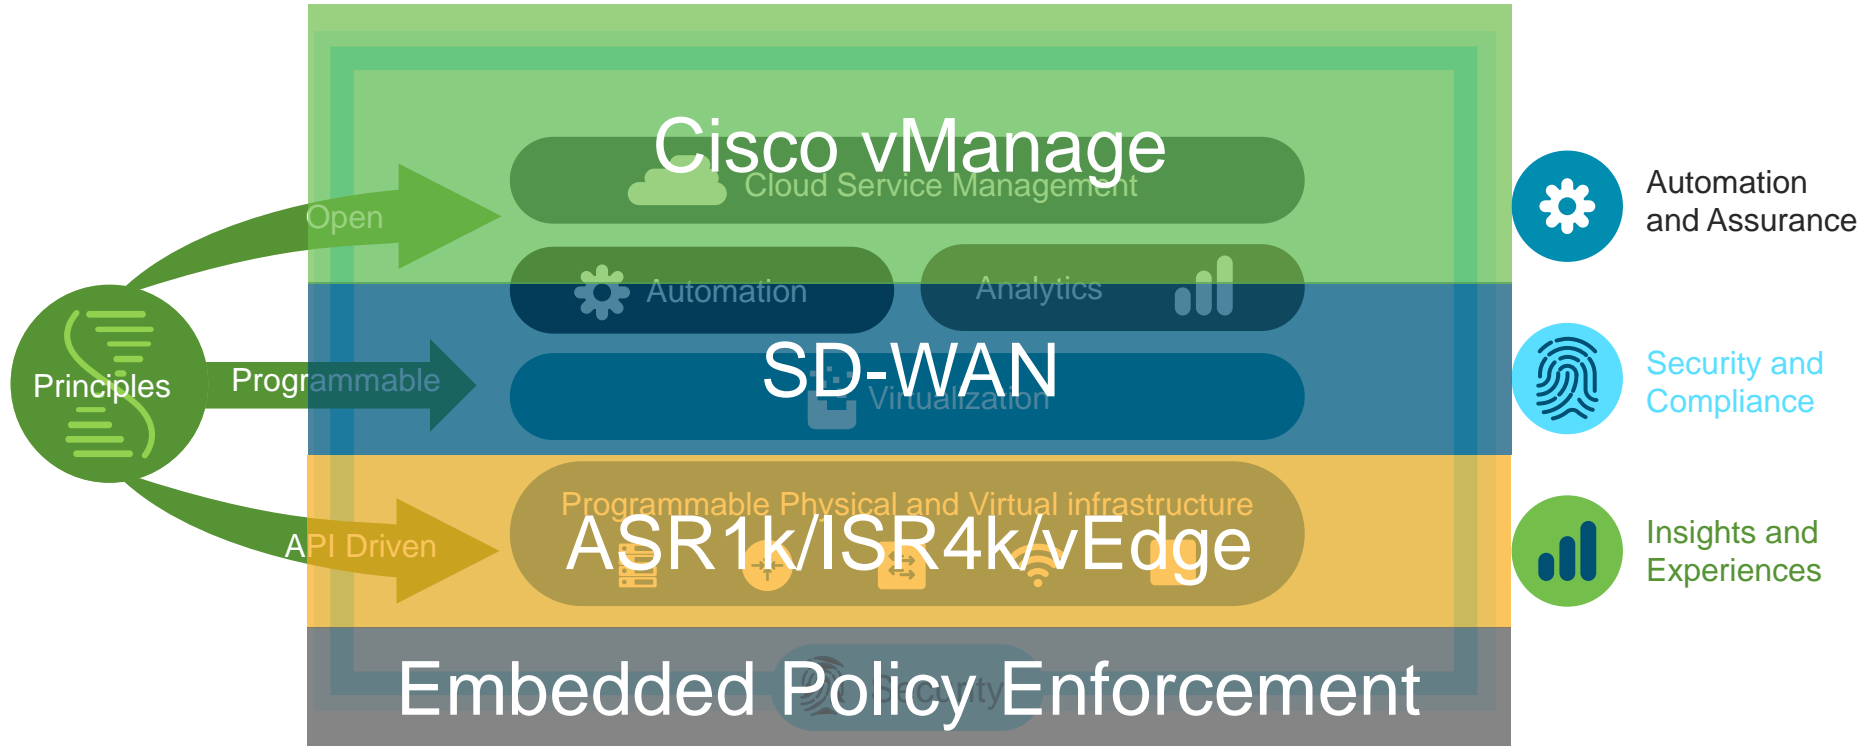 Cisco vManage
Cloud Service Management
Open
Automation
Analytics
SD-WAN
Virtualization
Principles
Programmable
Programmable Physical and Virtual infrastructure
ASR1k/ISR4k/vEdge
API Driven
Embedded Policy Enforcement
Security
Automation
and Assurance
Security and
Compliance
Insights and
Experiences